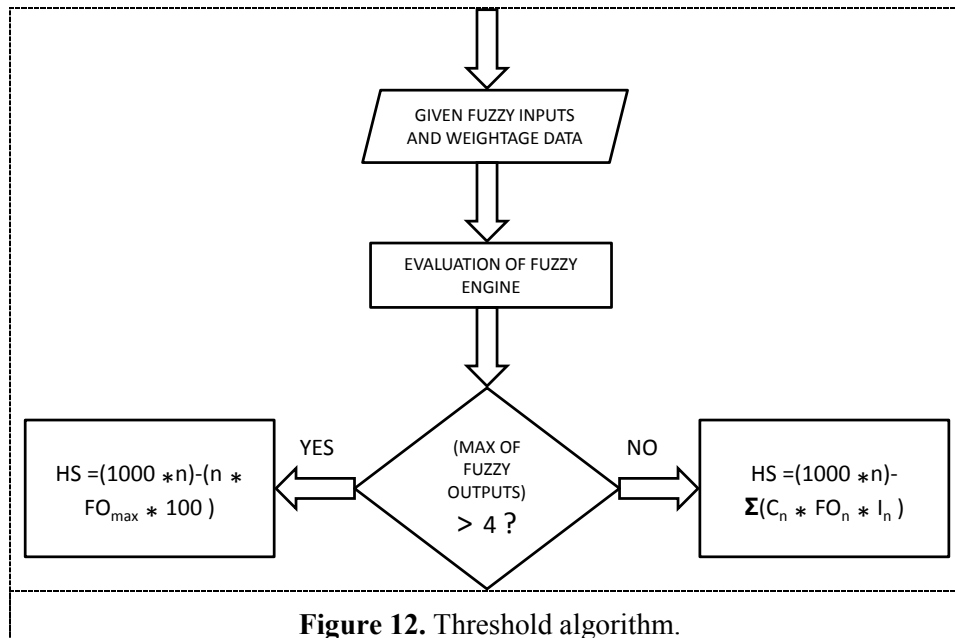 GIVEN FUZZY INPUTS
AND WEIGHTAGE DATA
EVALUATION OF FUZZY
ENGINE
YES
(MAX OF
FUZZY
OUTPUTS)
> 4 ?
NO
HS =(1000 *n)-(n *
FOmax * 100 )
HS =(1000 *n)-
Σ(Cn * FOn * In )
Figure 12. Threshold algorithm.